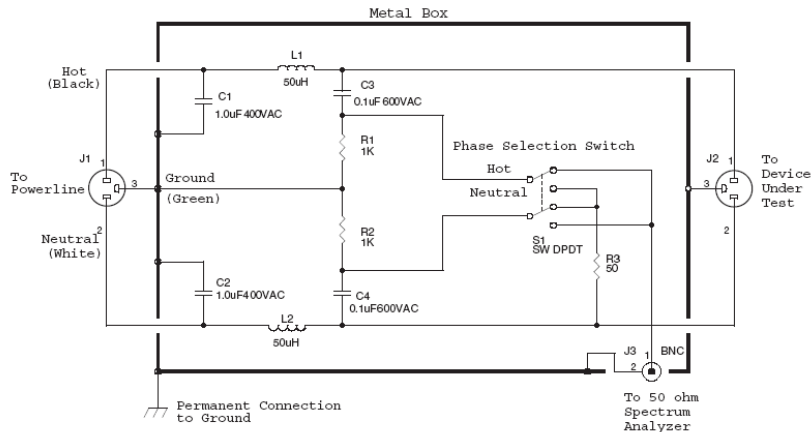 Metal Box
Hot
(Black)
L1
50uH
C1
1.0uF 400VAC
C3
0.1uF 600VAC
R1
1K
Phase Selection Switch
J1
1
To
Powerline
3
Ground
(Green)
Hot
Neutral
J2
1
3
To
Device
Under
Test
2
Neutral
(White)
2
R2
1K
S1
SW DPDT
R3
50
C2
1.0uF400VAC
C4
0.1uF600VAC
L2
50uH
J3
1
BNC
2
Permanent Connection
to Ground
To 50 ohm
Spectrum
Analyzer